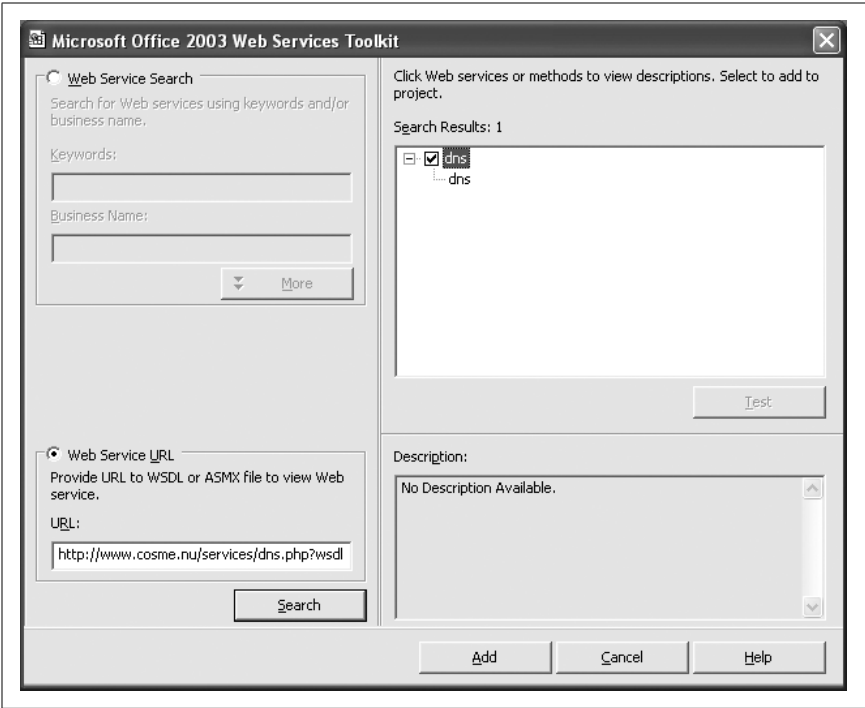 Microsoft Office 2003 Web Services Toolkit
Web Service Search
Search for Web services using keywords and/or
business name.
Keywords:
Business Name:
More
Web Service URL
Provide URL to WSDL or ASMX file to view Web
service.
URL:
http://www.cosme.nu/services/dns.php?wsdl
Search
Click Web services or methods to view descriptions. Select to add to
project.
Search Results: 1
dns
dns
Test
Description:
No Description Available.
Add
Cancel
Help